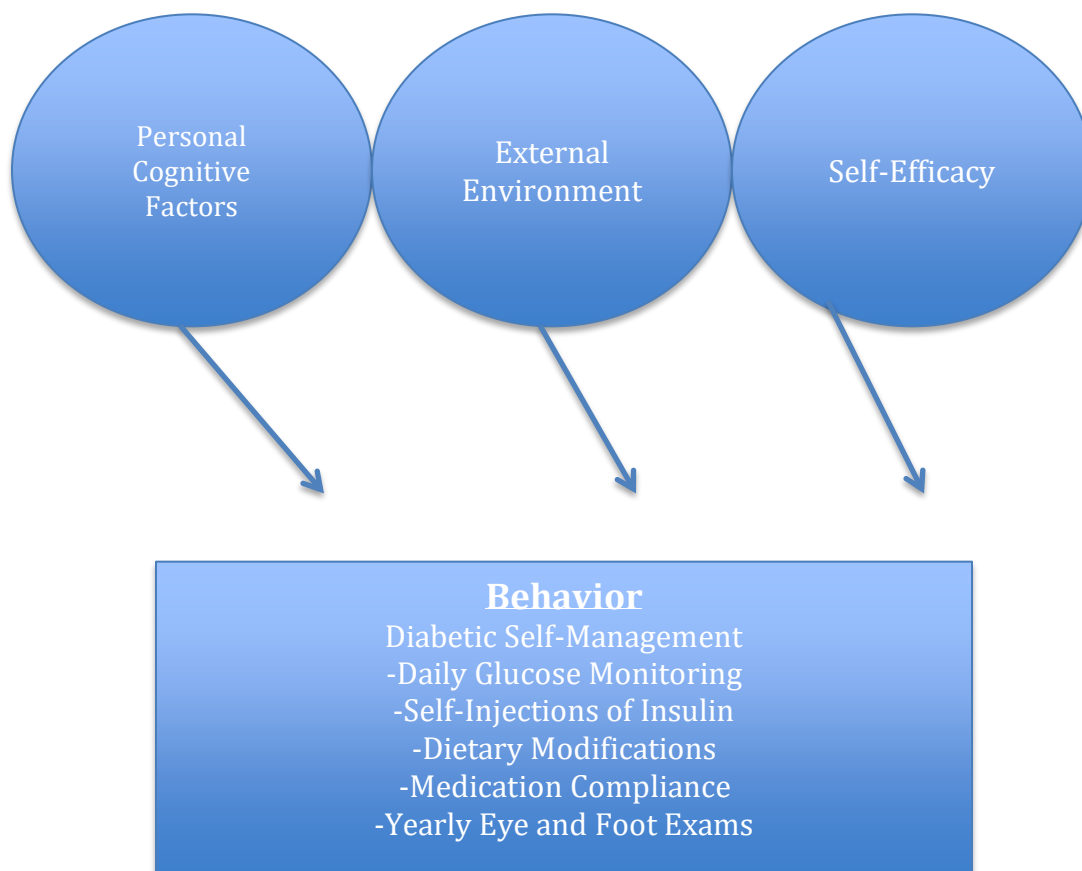 Personal
Cognitive
Factors
External
Environment
Self-Efficacy
Behavior
Diabetic Self-Management
-Daily Glucose Monitoring
-Self-Injections of Insulin
-Dietary Modifications
-Medication Compliance
-Yearly Eye and Foot Exams